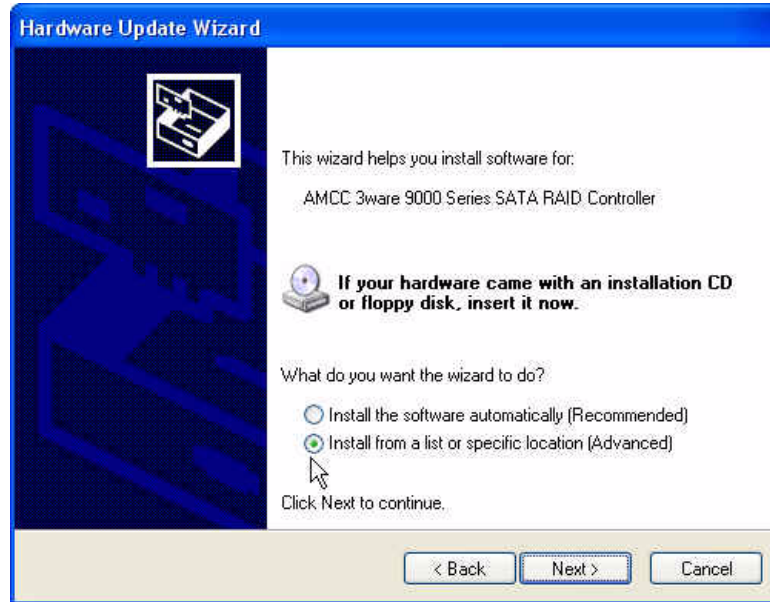 Hardware Update Wizard
This wizard helps you install software for:
AMCC 3ware 9000 Series SATA RAID Controller
If your hardware came with an installation CD
or floppy disk, insert it now.
What do you want the wizard to do?
Install the software automatically (Recommended)
Install from a list or specific location (Advanced)
Click Next to continue.
< Back
Next >
Cancel